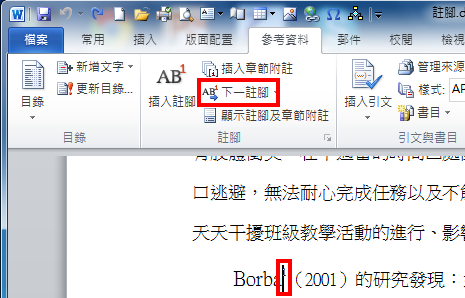 W Ω 註腳.
檔案 常用 插入 版面配置 參考資料 郵件 校閱 檢視
目錄 新增文字 更新目錄... 目錄
AB¹ 插入註腳 插入章節附註 AB 下一註腳 顯示註腳及章節附註 註腳
插入引文 管理來源 樣式: AP 書目 引文與書目
口逃避，無法耐心完成任務以及不能
天天干擾班級教學活動的進行、影響
Borba¹（2001）的研究發現：